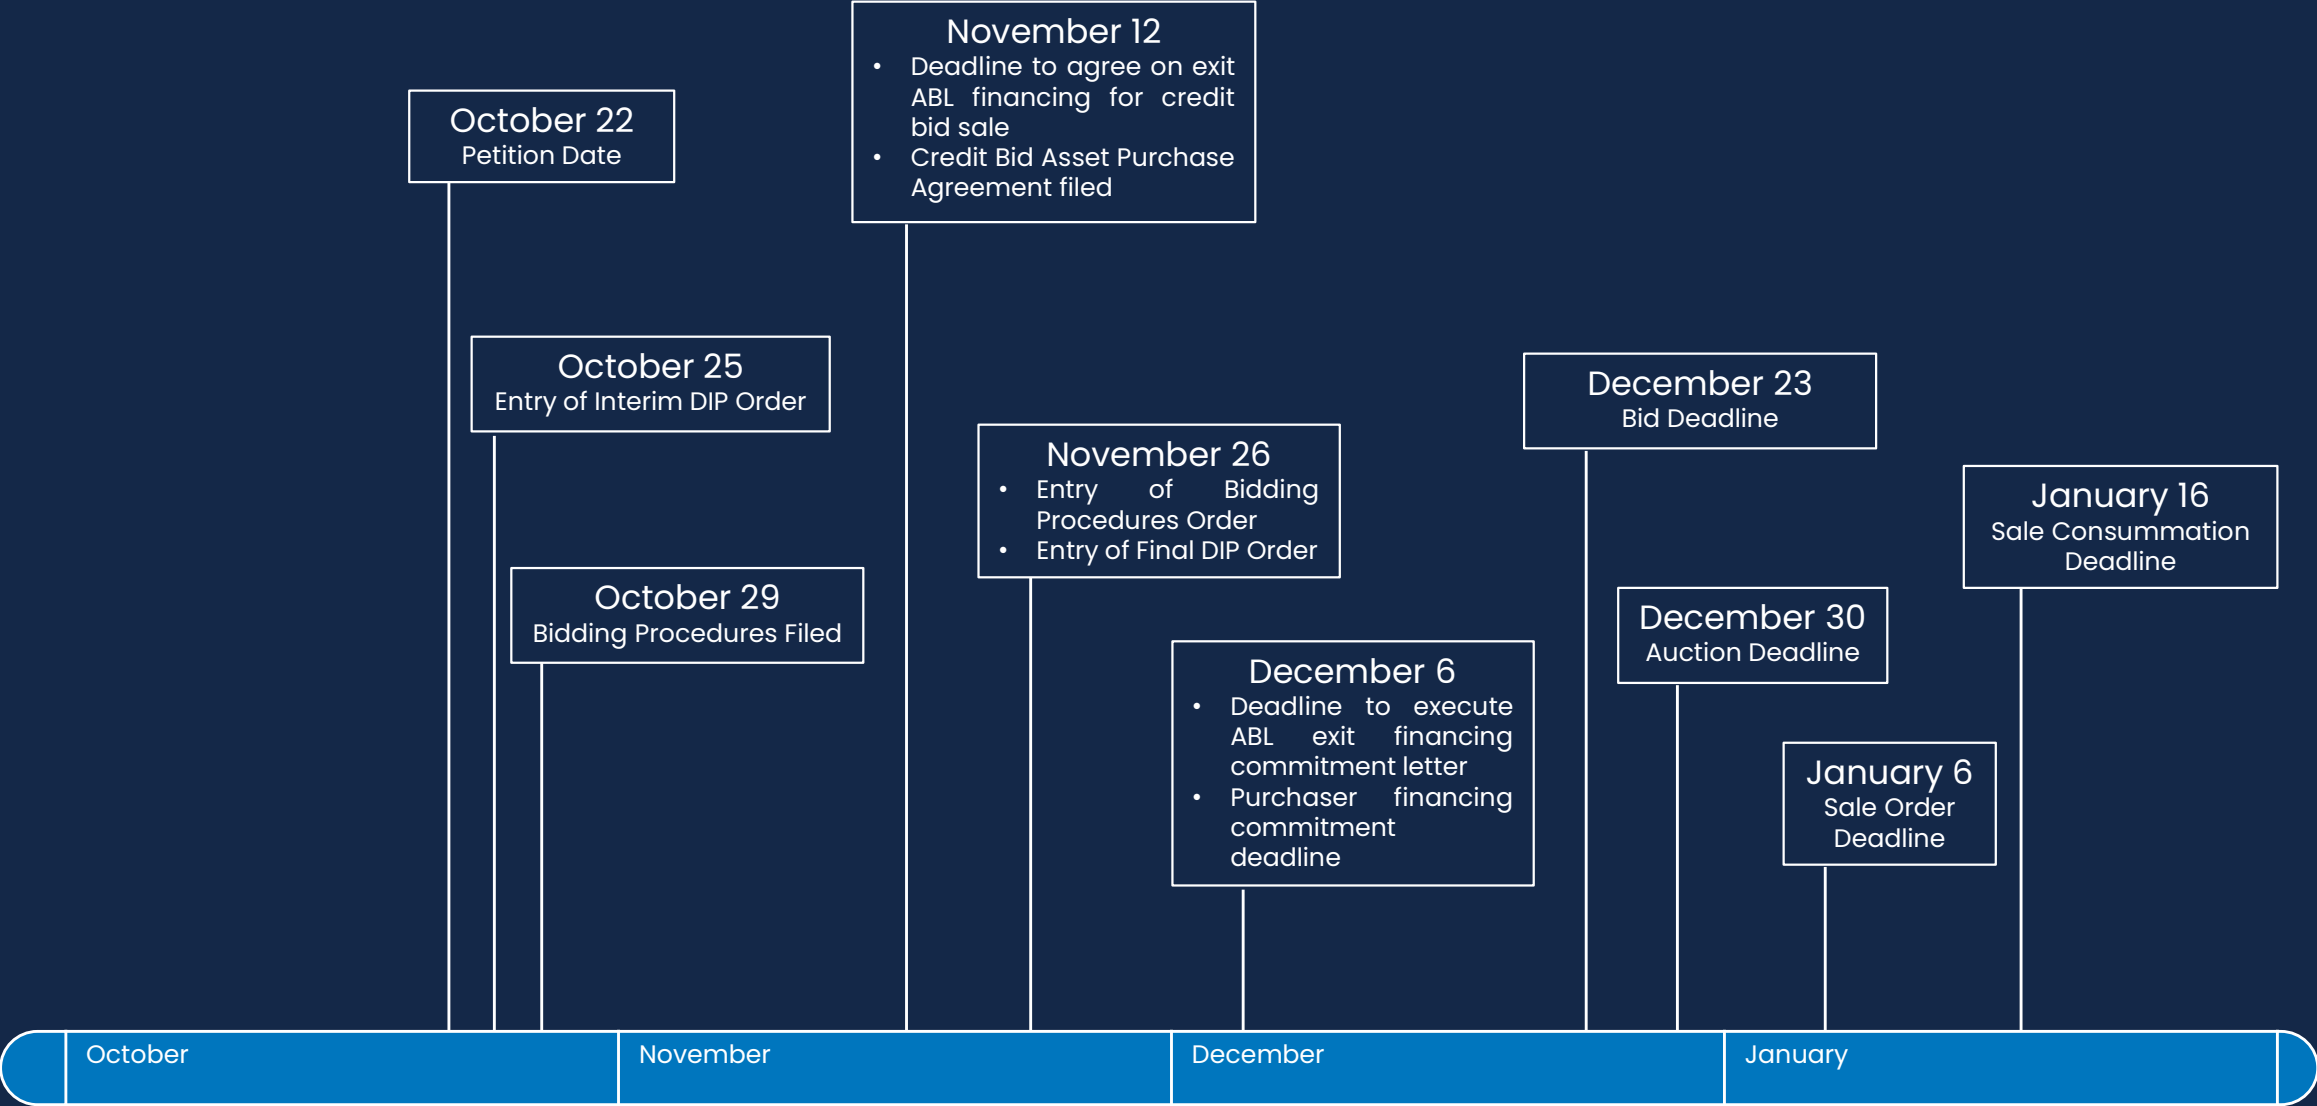 October 22
Petition Date
October 25
Entry of Interim DIP Order
October 29
Bidding Procedures Filed
November 12
• Deadline to agree on exit
ABL financing for credit
bid sale
• Credit Bid Asset Purchase
Agreement filed
November 26
• Entry of Bidding
Procedures Order
• Entry of Final DIP Order
December 6
• Deadline to execute
ABL exit financing
commitment letter
• Purchaser financing
commitment
deadline
December 23
Bid Deadline
December 30
Auction Deadline
January 6
Sale Order
Deadline
January 16
Sale Consummation
Deadline
October
November
December
January